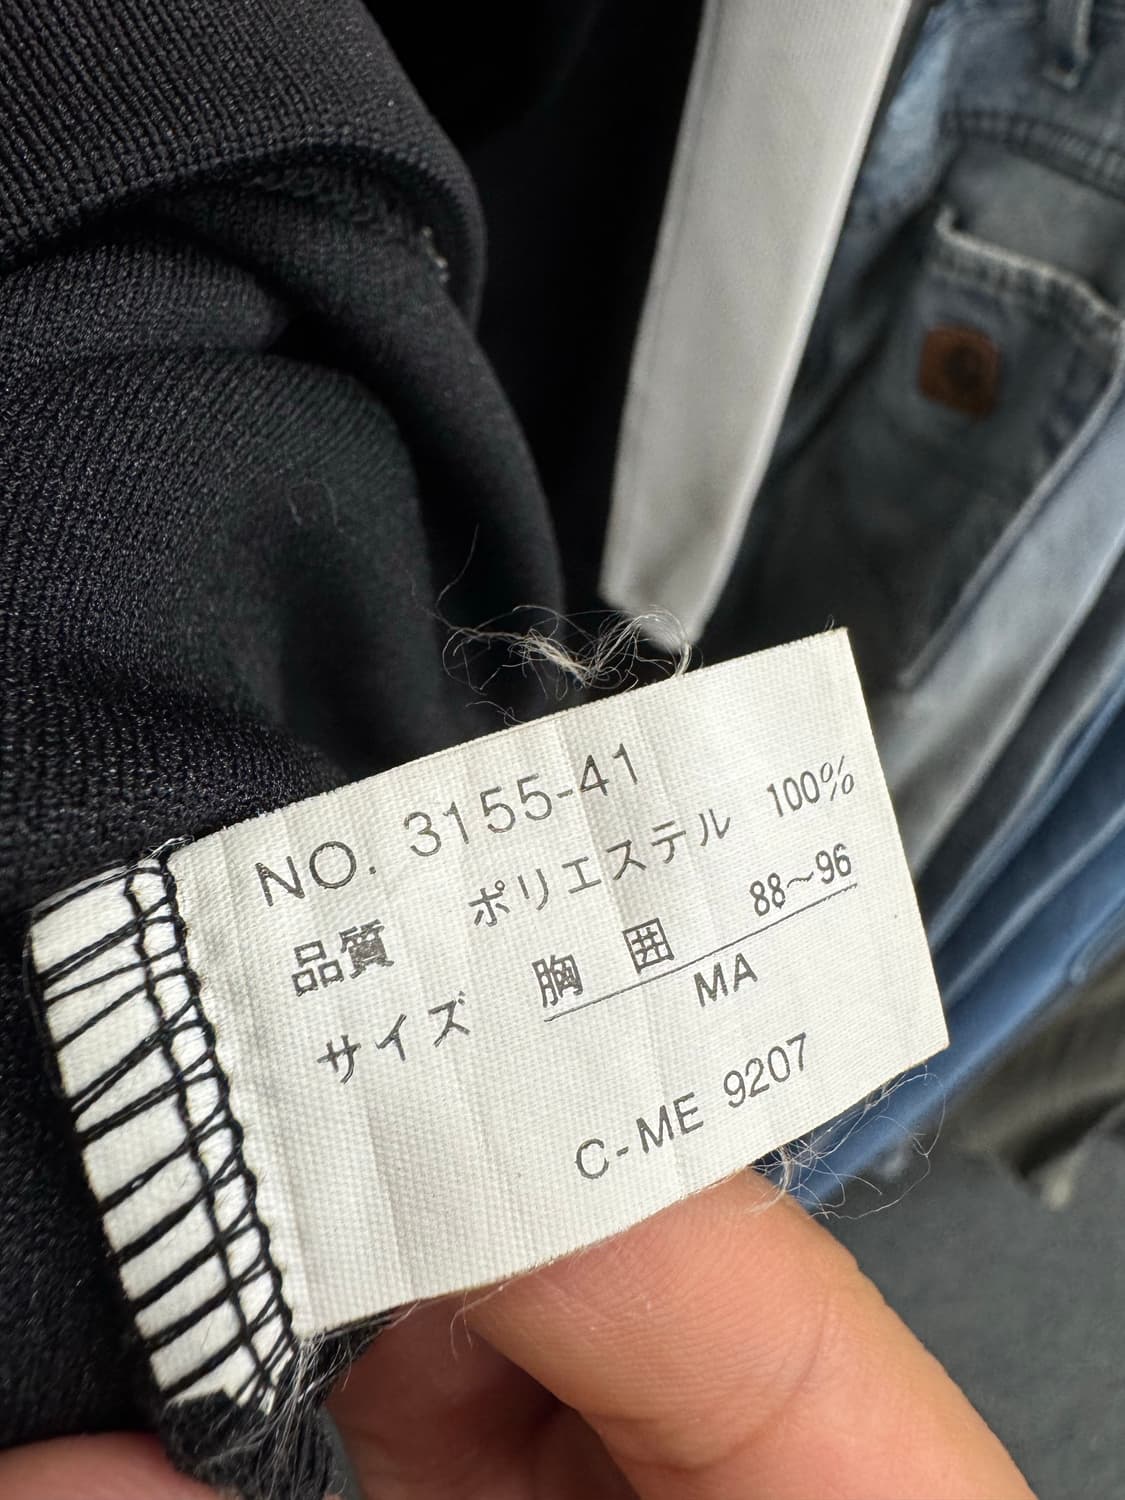 NO. 3155-41
品質 ポリエステル 100%
サイズ 胸囲 88〜96
MA
C-ME 9207